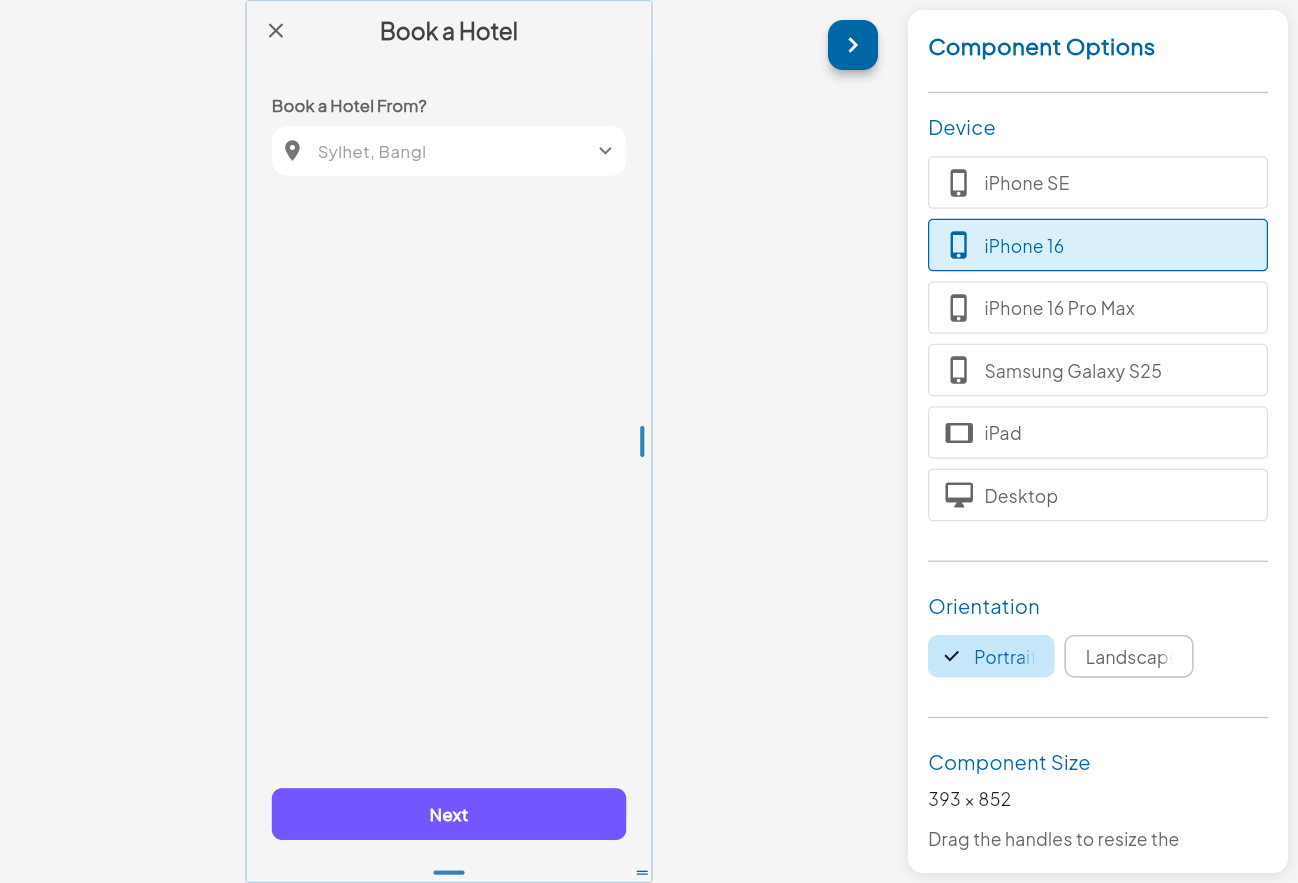 Book a Hotel
Book a Hotel From?
Sylhet, Bangl
Next
Component Options
Device
iPhone SE
iPhone 16
iPhone 16 Pro Max
Samsung Galaxy S25
iPad
Desktop
Orientation
Portrait
Landscape
Component Size
393 × 852
Drag the handles to resize the